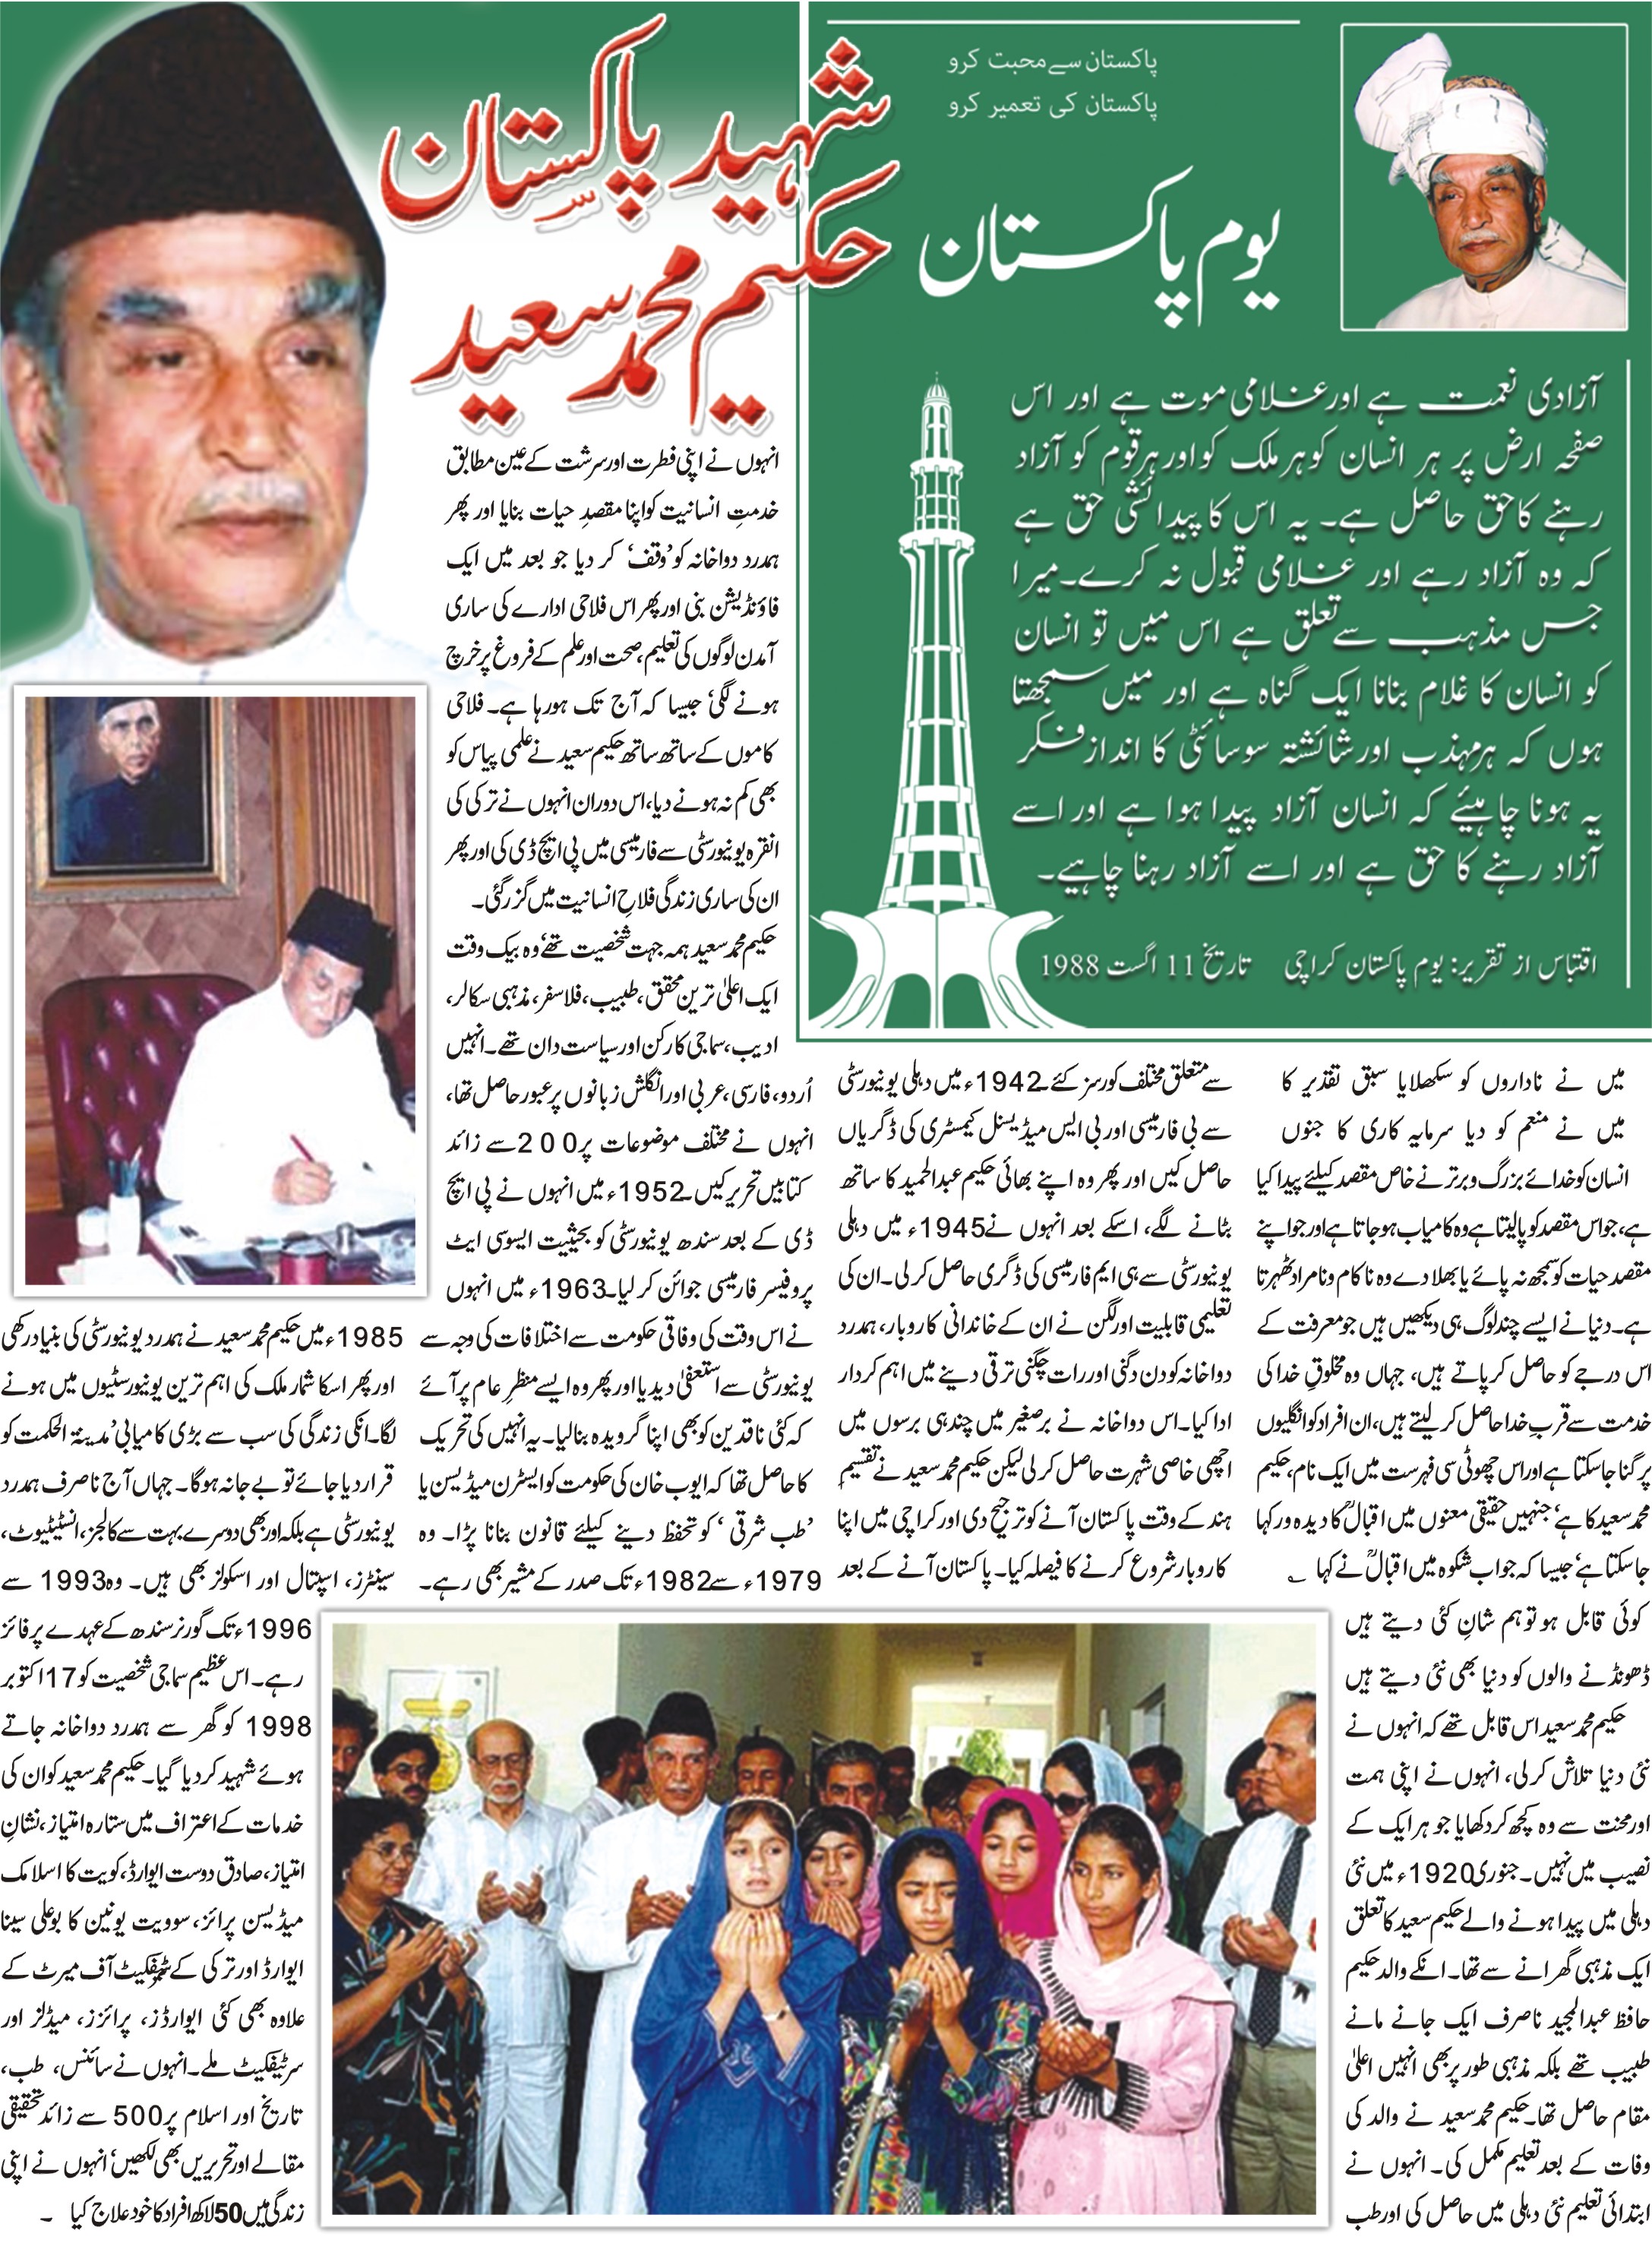 شہید پاکستان
حکیم محمد سعید
پاکستان سے محبت کرو
پاکستان کی تعمیر کرو
یوم پاکستان
آزادی نعمت ہے اور غلامی موت ہے اور اس
صفحہ ارض پر ہر انسان کو ہر ملک کو اور ہر قوم کو آزاد
رہنے کا حق حاصل ہے۔ یہ اس کا پیدائشی حق ہے
کہ وہ آزاد رہے اور غلامی قبول نہ کرے۔ میرا
جس مذہب سے تعلق ہے اس میں تو انسان
کو انسان کا غلام بنانا ایک گناہ ہے اور میں سمجھتا
ہوں کہ ہر مہذب اور شائشتہ سوسائٹی کا انداز فکر
یہ ہونا چاہیئے کہ انسان آزاد پیدا ہوا ہے اور اسے
آزاد رہنے کا حق ہے اور اسے آزاد رہنا چاہیے۔
اقتباس از تقریر: یوم پاکستان کراچی تاریخ 11 اگست 1988
میں نے ناداروں کو سکھلایا سبق تقدیر کا
میں نے منعم کو دیا سرمایہ کاری کا جنوں
انسان کو خدائے بزرگ و برتر نے خاص مقصد کیلئے پیدا کیا
ہے، جو اس مقصد کو پالیتا ہے وہ کامیاب ہو جاتا ہے اور جو اپنے
مقصد حیات کو سمجھ نہ پائے یا بھلا دے وہ ناکام و نامراد ٹھہرتا
ہے۔ دنیا نے ایسے چند لوگ ہی دیکھیں ہیں جو معرفت کے
اس درجے کو حاصل کر پاتے ہیں، جہاں وہ مخلوقِ خدا کی
خدمت سے قربِ خدا حاصل کر لیتے ہیں، ان افراد کو انگلیوں
پر گنا جا سکتا ہے اور اس چھوٹی سی فہرست میں ایک نام، حکیم
محمد سعید کا ہے‘ جنہیں حقیقی معنوں میں اقبالؒ کا دیدہ ور کہا
جا سکتا ہے‘ جیسا کہ جواب شکوہ میں اقبالؒ نے کہا ؎
کوئی قابل ہو تو ہم شانِ کئی دیتے ہیں
ڈھونڈنے والوں کو دنیا بھی نئی دیتے ہیں
حکیم محمد سعید اس قابل تھے کہ انہوں نے
نئی دنیا تلاش کر لی، انہوں نے اپنی ہمت
اور محنت سے وہ کچھ کر دکھایا جو ہر ایک کے
نصیب میں نہیں۔ جنوری 1920ء میں نئی
دہلی میں پیدا ہونے والے حکیم سعید کا تعلق
ایک مذہبی گھرانے سے تھا۔ انکے والد حکیم
حافظ عبدالمجید ناصرف ایک جانے مانے
طبیب تھے بلکہ مذہبی طور پر بھی انہیں اعلیٰ
مقام حاصل تھا۔ حکیم محمد سعید نے والد کی
وفات کے بعد تعلیم مکمل کی۔ انہوں نے
ابتدائی تعلیم نئی دہلی میں حاصل کی اور طب
سے متعلق مختلف کورسز کئے۔ 1942ء میں دہلی یونیورسٹی
سے بی فارمیسی اور بی ایس میڈیسنل کیمسٹری کی ڈگریاں
حاصل کیں اور پھر وہ اپنے بھائی حکیم عبدالحمید کا ساتھ
بٹانے لگے، اسکے بعد انہوں نے 1945ء میں دہلی
یونیورسٹی سے ہی ایم فارمیسی کی ڈگری حاصل کر لی۔ ان کی
تعلیمی قابلیت اور لگن نے ان کے خاندانی کاروبار، ہمدرد
دواخانہ کو دن دگنی اور رات چگنی ترقی دینے میں اہم کردار
ادا کیا۔ اس دواخانہ نے برصغیر میں چند ہی برسوں میں
اچھی خاصی شہرت حاصل کر لی لیکن حکیم محمد سعید نے تقسیمِ
ہند کے وقت پاکستان آنے کو ترجیح دی اور کراچی میں اپنا
کاروبار شروع کرنے کا فیصلہ کیا۔ پاکستان آنے کے بعد
انہوں نے اپنی فطرت اور سرشت کے عین مطابق
خدمتِ انسانیت کو اپنا مقصدِ حیات بنایا اور پھر
ہمدرد دواخانہ کو ’وقف‘ کر دیا جو بعد میں ایک
فاؤنڈیشن بنی اور پھر اس فلاحی ادارے کی ساری
آمدن لوگوں کی تعلیم، صحت اور علم کے فروغ پر خرچ
ہونے لگی‘ جیسا کہ آج تک ہو رہا ہے۔ فلاحی
کاموں کے ساتھ ساتھ حکیم سعید نے علمی پیاس کو
بھی کم نہ ہونے دیا، اس دوران انہوں نے ترکی کی
انقرہ یونیورسٹی سے فارمیسی میں پی ایچ ڈی کی اور پھر
ان کی ساری زندگی فلاحِ انسانیت میں گزر گئی۔
حکیم محمد سعید ہمہ جہت شخصیت تھے‘ وہ بیک وقت
ایک اعلیٰ ترین محقق، طبیب، فلاسفر، مذہبی سکالر،
ادیب، سماجی کارکن اور سیاست دان تھے۔ انہیں
اُردو، فارسی، عربی اور انگلش زبانوں پر عبور حاصل تھا،
انہوں نے مختلف موضوعات پر 200 سے زائد
کتابیں تحریر کیں۔ 1952ء میں انہوں نے پی ایچ
ڈی کے بعد سندھ یونیورسٹی کو بحیثیت ایسوسی ایٹ
پروفیسر فارمیسی جوائن کر لیا۔ 1963ء میں انہوں
نے اس وقت کی وفاقی حکومت سے اختلافات کی وجہ سے
یونیورسٹی سے استعفیٰ دیدیا اور پھر وہ ایسے منظرِ عام پر آئے
کہ کئی ناقدین کو بھی اپنا گرویدہ بنالیا۔ یہ انہیں کی تحریک
کا حاصل تھا کہ ایوب خان کی حکومت کو ایسٹرن میڈیسن یا
’طب شرقی‘ کو تحفظ دینے کیلئے قانون بنانا پڑا۔ وہ
1979ء سے 1982ء تک صدر کے مشیر بھی رہے۔
1985ء میں حکیم محمد سعید نے ہمدرد یونیورسٹی کی بنیاد رکھی
اور پھر اسکا شمار ملک کی اہم ترین یونیورسٹیوں میں ہونے
لگا۔ انکی زندگی کی سب سے بڑی کامیابی ’مدینۃ الحکمت‘ کو
قرار دیا جائے تو بے جا نہ ہوگا۔ جہاں آج ناصرف ہمدرد
یونیورسٹی ہے بلکہ اور بھی دوسرے بہت سے کالجز، انسٹیٹیوٹ،
سینٹرز، اسپتال اور اسکولز بھی ہیں۔ وہ 1993 سے
1996ء تک گورنر سندھ کے عہدے پر فائز
رہے۔ اس عظیم سماجی شخصیت کو 17 اکتوبر
1998 کو گھر سے ہمدرد دواخانہ جاتے
ہوئے شہید کر دیا گیا۔ حکیم محمد سعید کو ان کی
خدمات کے اعتراف میں ستارہ امتیاز، نشانِ
امتیاز، صادق دوست ایوارڈ، کویت کا اسلامک
میڈیسن پرائز، سوویت یونین کا بوعلی سینا
ایوارڈ اور ترکی کے سرٹیفکیٹ آف میرٹ کے
علاوہ بھی کئی ایوارڈز، پرائزز، میڈلز اور
سرٹیفکیٹ ملے۔ انہوں نے سائنس، طب،
تاریخ اور اسلام پر 500 سے زائد تحقیقی
مقالے اور تحریریں بھی لکھیں‘ انہوں نے اپنی
زندگی میں 50 لاکھ افراد کا خود علاج کیا ۔